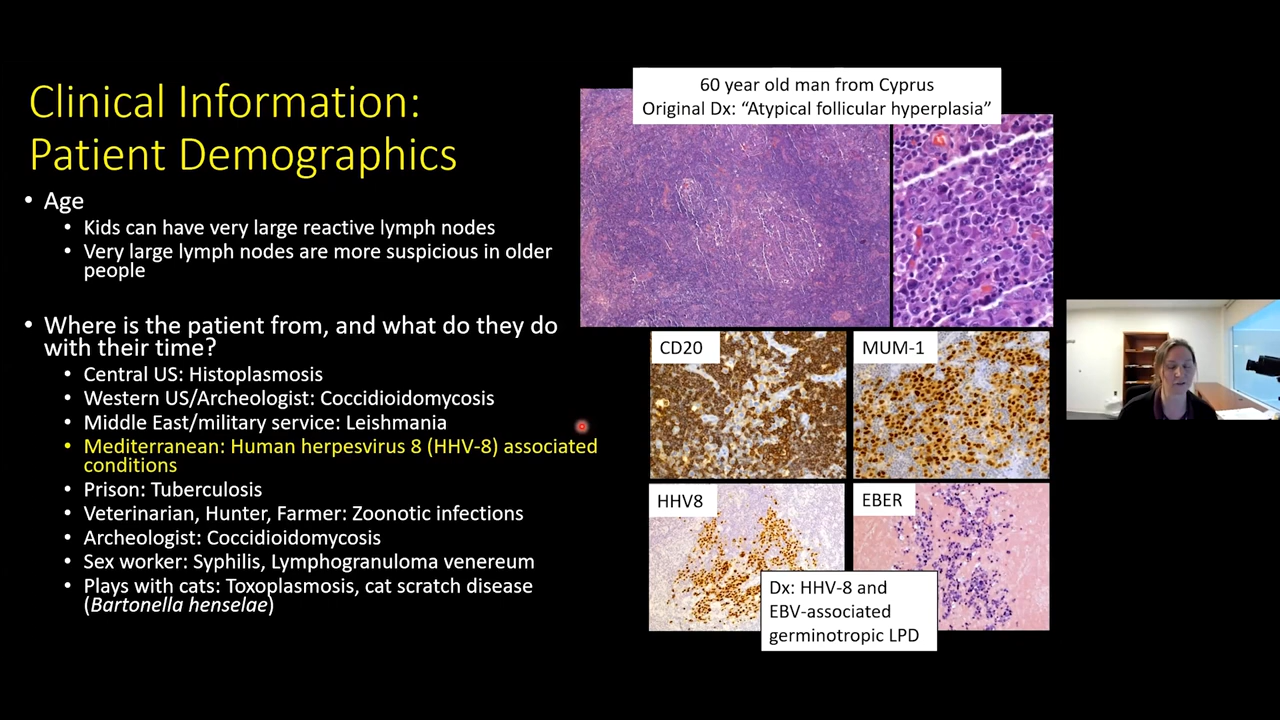 Clinical Information:
Patient Demographics
• Age
• Kids can have very large reactive lymph nodes
• Very large lymph nodes are more suspicious in older
people
• Where is the patient from, and what do they do
with their time?
• Central US: Histoplasmosis
• Western US/Archeologist: Coccidioidomycosis
• Middle East/military service: Leishmania
• Mediterranean: Human herpesvirus 8 (HHV-8) associated
conditions
• Prison: Tuberculosis
• Veterinarian, Hunter, Farmer: Zoonotic infections
• Archeologist: Coccidioidomycosis
• Sex worker: Syphilis, Lymphogranuloma venereum
• Plays with cats: Toxoplasmosis, cat scratch disease
(Bartonella henselae)
60 year old man from Cyprus
Original Dx: “Atypical follicular hyperplasia”
CD20
MUM-1
HHV8
EBER
Dx: HHV-8 and
EBV-associated
germinotropic LPD